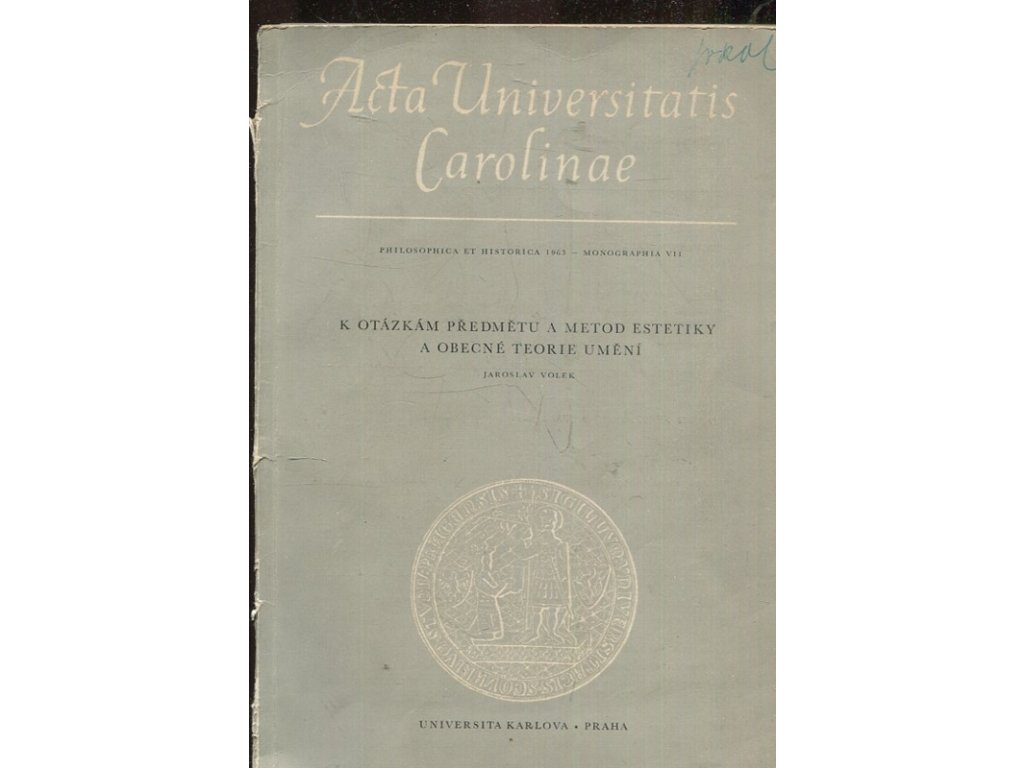 Acta Universitatis
Carolinae
PHILOSOPHICA ET HISTORICA 1963 – MONOGRAPHIA VII
K OTÁZKÁM PŘEDMĚTU A METOD ESTETIKY
A OBECNÉ TEORIE UMĚNÍ
JAROSLAV VOLEK
UNIVERSITA KARLOVA • PRAHA